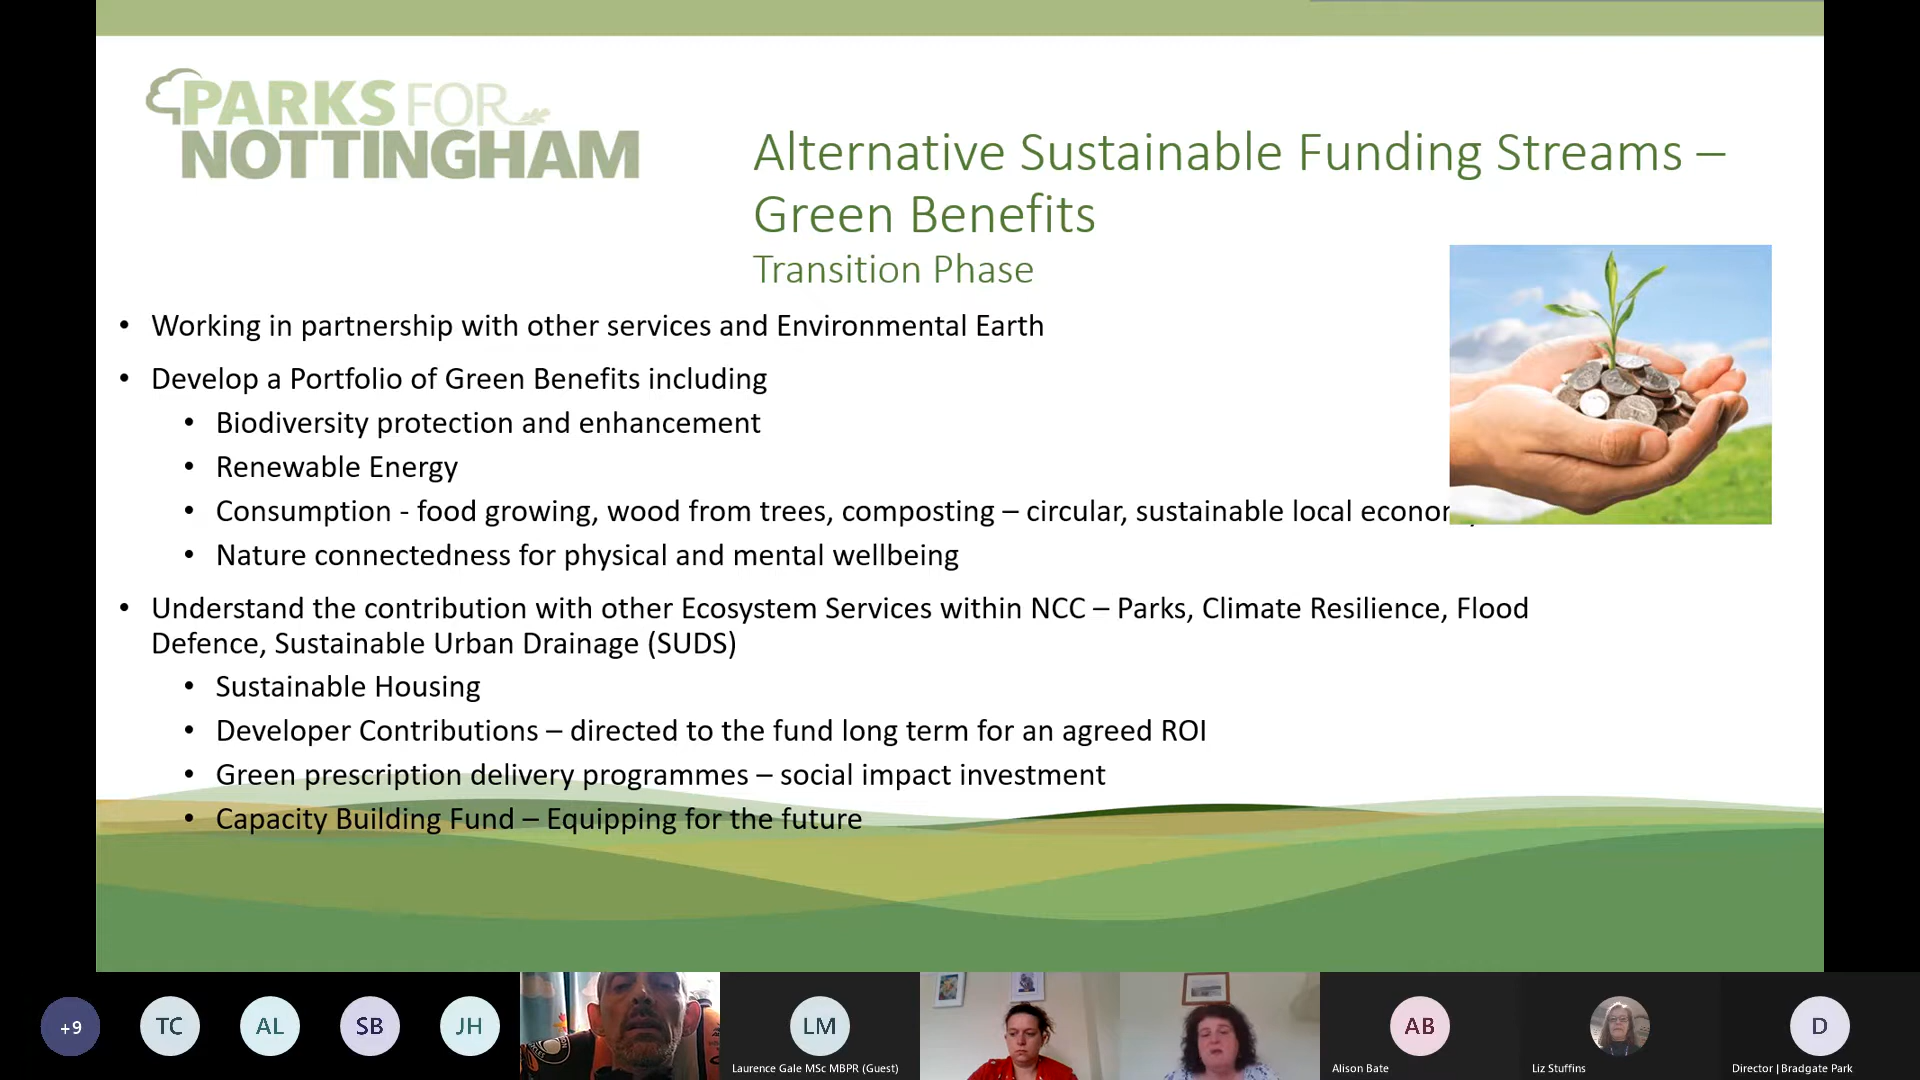 PARKS FOR
NOTTINGHAM
Alternative Sustainable Funding Streams –
Green Benefits
Transition Phase
• Working in partnership with other services and Environmental Earth
• Develop a Portfolio of Green Benefits including
• Biodiversity protection and enhancement
• Renewable Energy
• Consumption - food growing, wood from trees, composting – circular, sustainable local
• Nature connectedness for physical and mental wellbeing
• Understand the contribution with other Ecosystem Services within NCC – Parks, Climate Resilience, Flood
Defence, Sustainable Urban Drainage (SUDS)
• Sustainable Housing
• Developer Contributions – directed to the fund long term for an agreed ROI
• Green prescription delivery programmes – social impact investment
• Capacity Building Fund – Equipping for the future
+9
TC
AL
SB
JH
LM
AB
D
Laurence Gale MSc MBPR (Guest)
Alison Bate
Liz Stuffins
Director | Bradgate Park